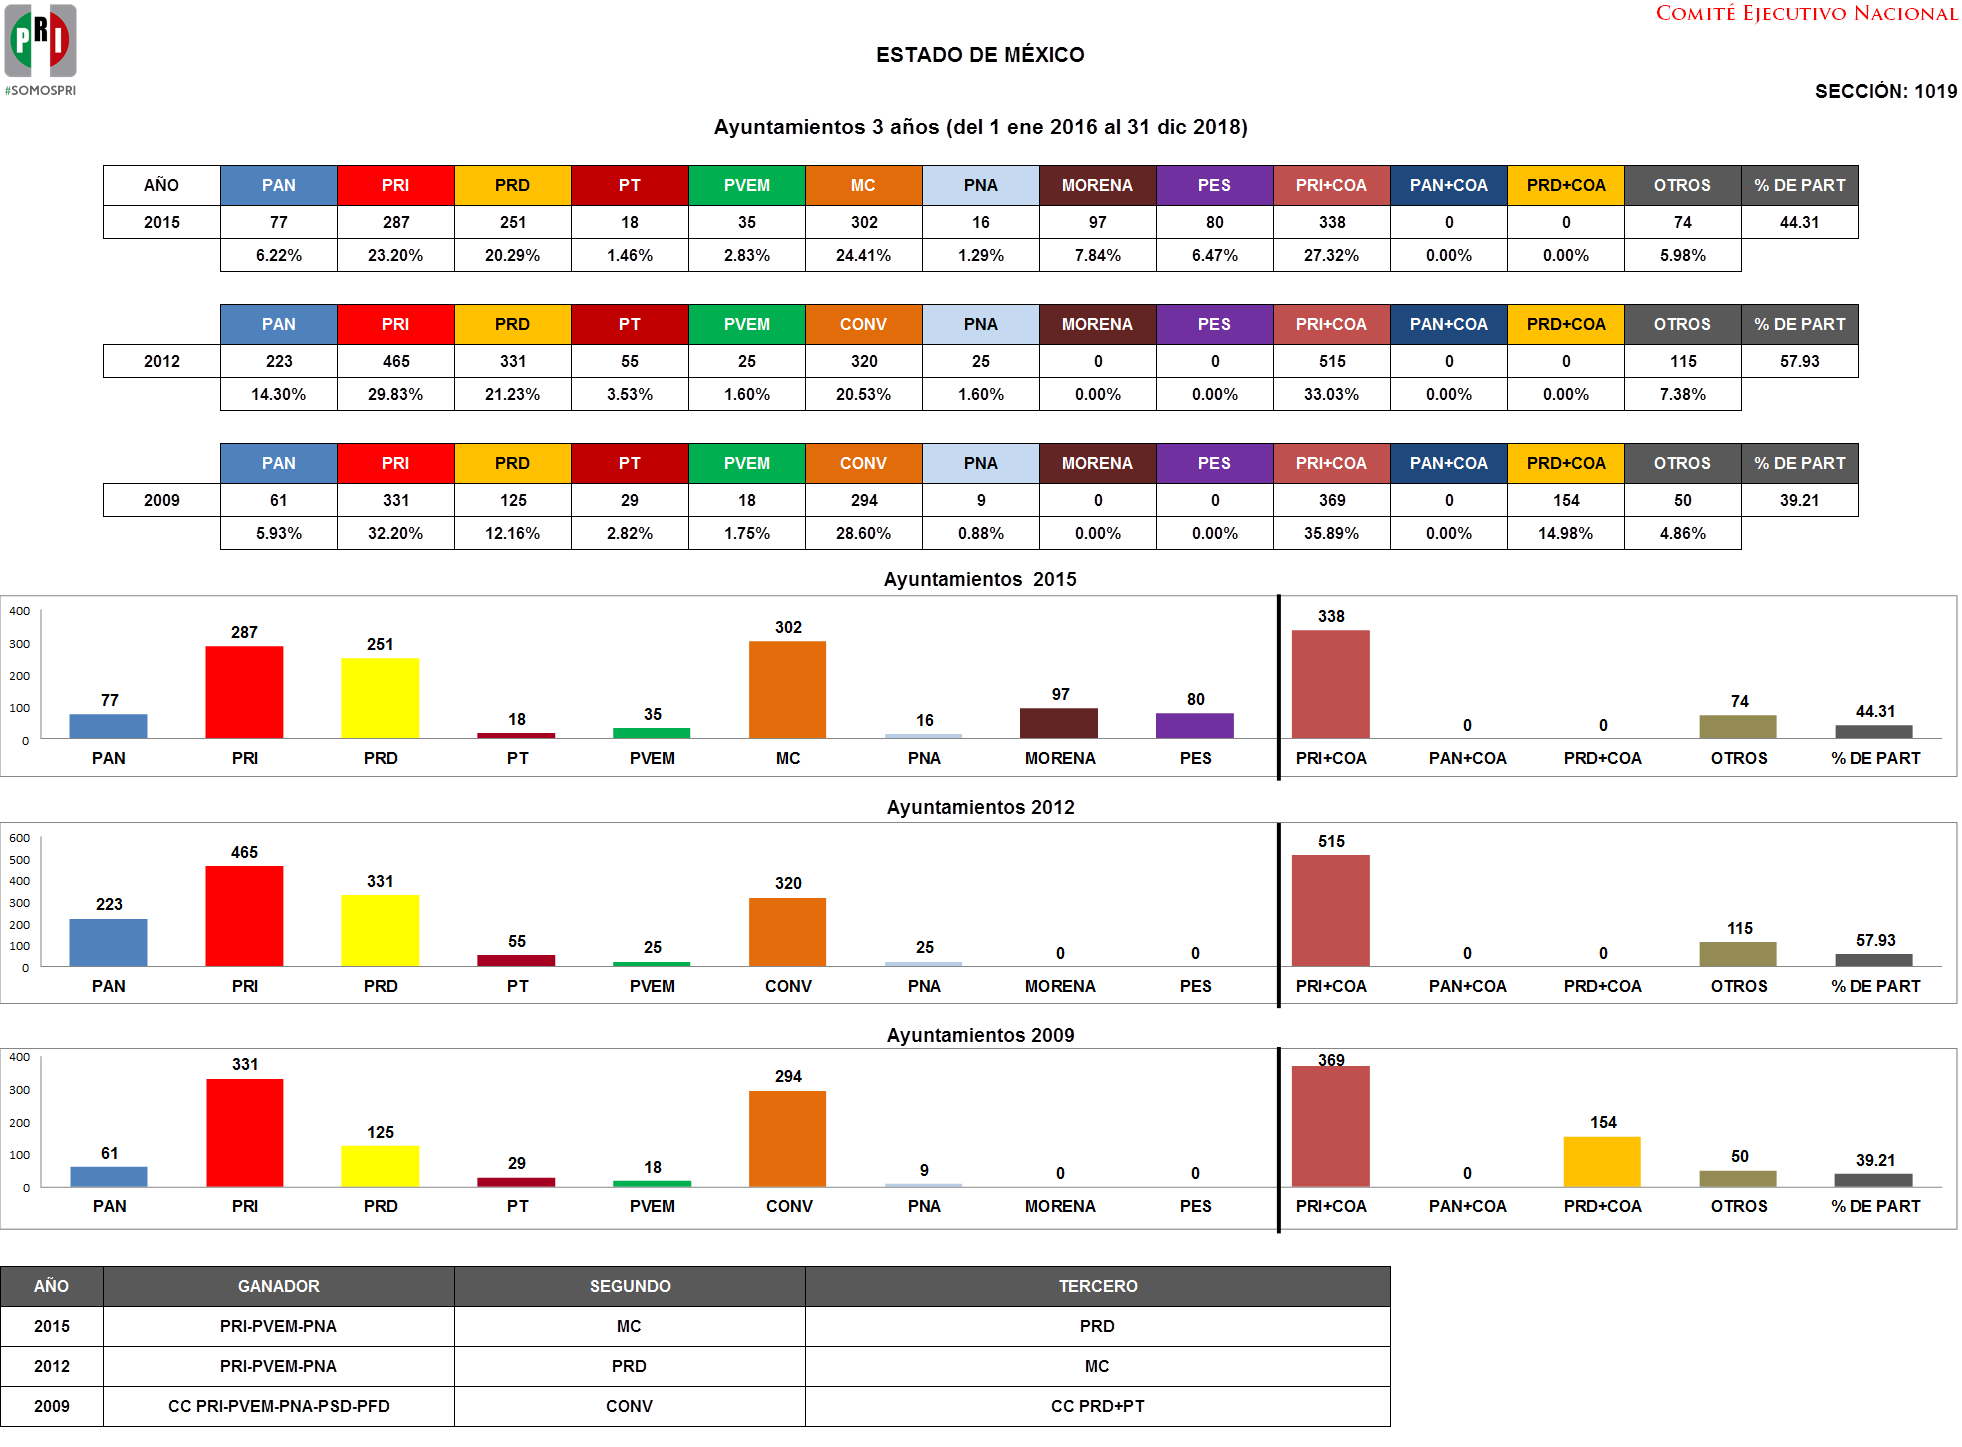 PRI
#SOMOSPRI
COMITÉ EJECUTIVO NACIONAL
ESTADO DE MÉXICO
SECCIÓN: 1019
Ayuntamientos 3 años (del 1 ene 2016 al 31 dic 2018)
AÑO PAN PRI PRD PT PVEM MC PNA MORENA PES PRI+COA PAN+COA PRD+COA OTROS % DE PART
2015 77 287 251 18 35 302 16 97 80 338 0 0 74 44.31
6.22% 23.20% 20.29% 1.46% 2.83% 24.41% 1.29% 7.84% 6.47% 27.32% 0.00% 0.00% 5.98%
PAN PRI PRD PT PVEM CONV PNA MORENA PES PRI+COA PAN+COA PRD+COA OTROS % DE PART
2012 223 465 331 55 25 320 25 0 0 515 0 0 115 57.93
14.30% 29.83% 21.23% 3.53% 1.60% 20.53% 1.60% 0.00% 0.00% 33.03% 0.00% 0.00% 7.38%
PAN PRI PRD PT PVEM CONV PNA MORENA PES PRI+COA PAN+COA PRD+COA OTROS % DE PART
2009 61 331 125 29 18 294 9 0 0 369 0 154 50 39.21
5.93% 32.20% 12.16% 2.82% 1.75% 28.60% 0.88% 0.00% 0.00% 35.89% 0.00% 14.98% 4.86%
Ayuntamientos 2015
400
300
200
100
0
77 287 251 18 35 302 16 97 80 338 0 0 74 44.31
PAN PRI PRD PT PVEM MC PNA MORENA PES PRI+COA PAN+COA PRD+COA OTROS % DE PART
Ayuntamientos 2012
600
500
400
300
200
100
0
223 465 331 55 25 320 25 0 0 515 0 0 115 57.93
PAN PRI PRD PT PVEM CONV PNA MORENA PES PRI+COA PAN+COA PRD+COA OTROS % DE PART
Ayuntamientos 2009
400
300
200
100
0
61 331 125 29 18 294 9 0 0 369 0 154 50 39.21
PAN PRI PRD PT PVEM CONV PNA MORENA PES PRI+COA PAN+COA PRD+COA OTROS % DE PART
AÑO GANADOR SEGUNDO TERCERO
2015 PRI-PVEM-PNA MC PRD
2012 PRI-PVEM-PNA PRD MC
2009 CC PRI-PVEM-PNA-PSD-PFD CONV CC PRD+PT